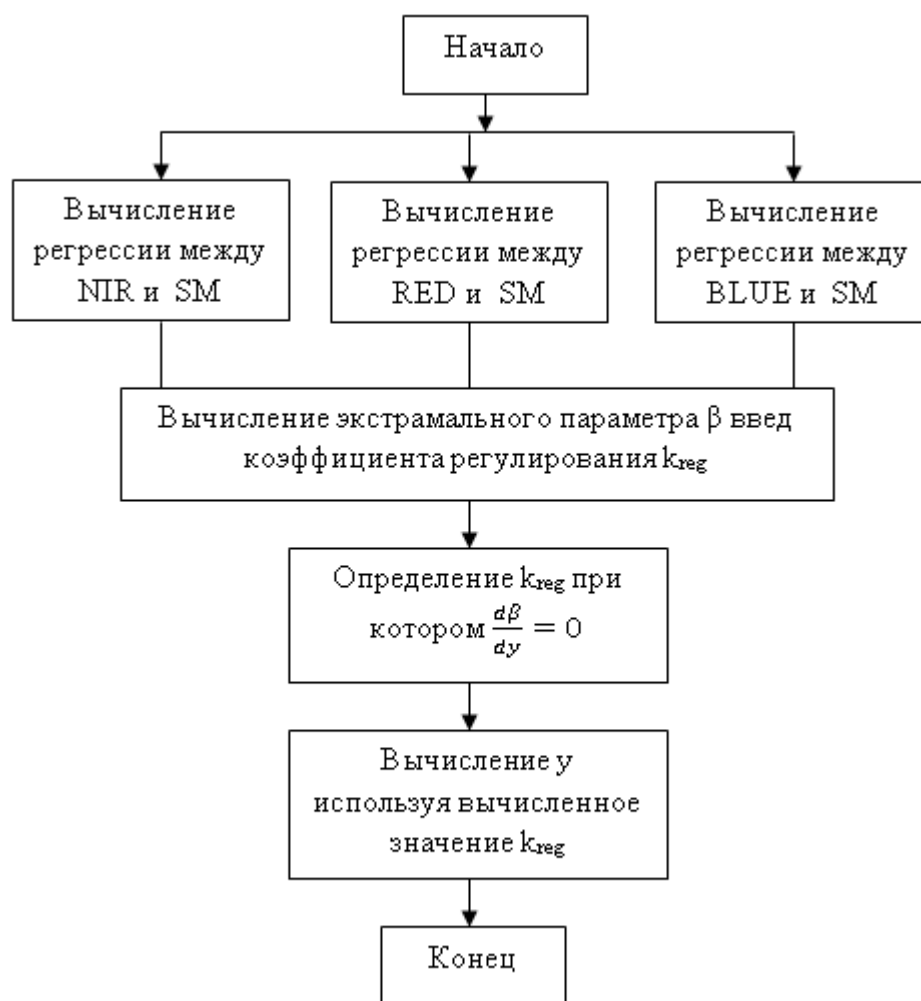 Начало
Вычисление
регрессии между
NIR и SM
Вычисление
регрессии между
RED и SM
Вычисление
регрессии между
BLUE и SM
Вычисление экстрамального параметра β введ
коэффициента регулирования kreg
Определение kreg при
котором dβ/dy = 0
Вычисление у
используя вычисленное
значение kreg
Конец